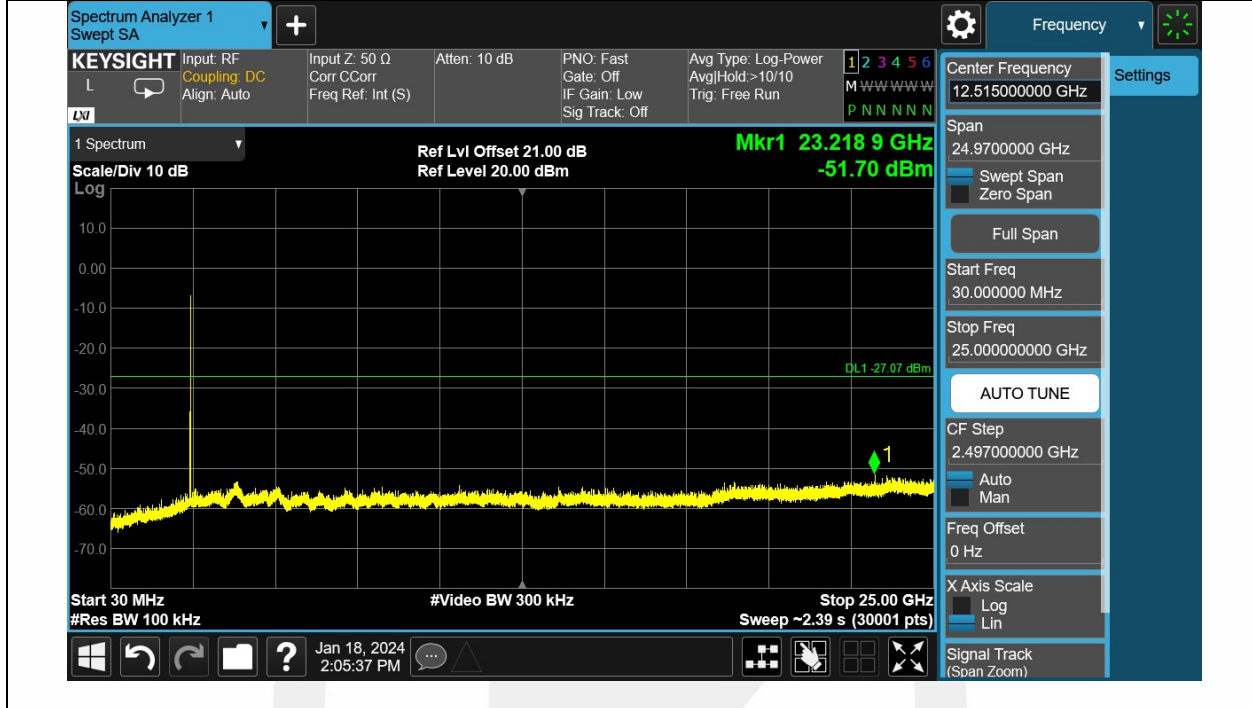 Spectrum Analyzer 1
Swept SA
+
Frequency
KEYSIGHT
L
LXI
Input: RF
Coupling: DC
Align: Auto
Input Z: 50 Ω
Corr CCorr
Freq Ref: Int (S)
Atten: 10 dB
PNO: Fast
Gate: Off
IF Gain: Low
Sig Track: Off
Avg Type: Log-Power
Avg|Hold:>10/10
Trig: Free Run
1 2 3 4 5 6
M W W W W W
P N N N N N
1 Spectrum
Scale/Div 10 dB
Log
Ref Lvl Offset 21.00 dB
Ref Level 20.00 dBm
Mkr1 23.218 9 GHz
-51.70 dBm
10.0
0.00
-10.0
-20.0
-30.0
-40.0
-50.0
-60.0
-70.0
DL1 -27.07 dBm
1
Start 30 MHz
#Res BW 100 kHz
#Video BW 300 kHz
Stop 25.00 GHz
Sweep ~2.39 s (30001 pts)
Center Frequency
12.515000000 GHz
Span
24.9700000 GHz
Swept Span
Zero Span
Full Span
Start Freq
30.000000 MHz
Stop Freq
25.000000000 GHz
AUTO TUNE
CF Step
2.497000000 GHz
Auto
Man
Freq Offset
0 Hz
X Axis Scale
Log
Lin
Signal Track
(Span Zoom)
Settings
?
Jan 18, 2024
2:05:37 PM